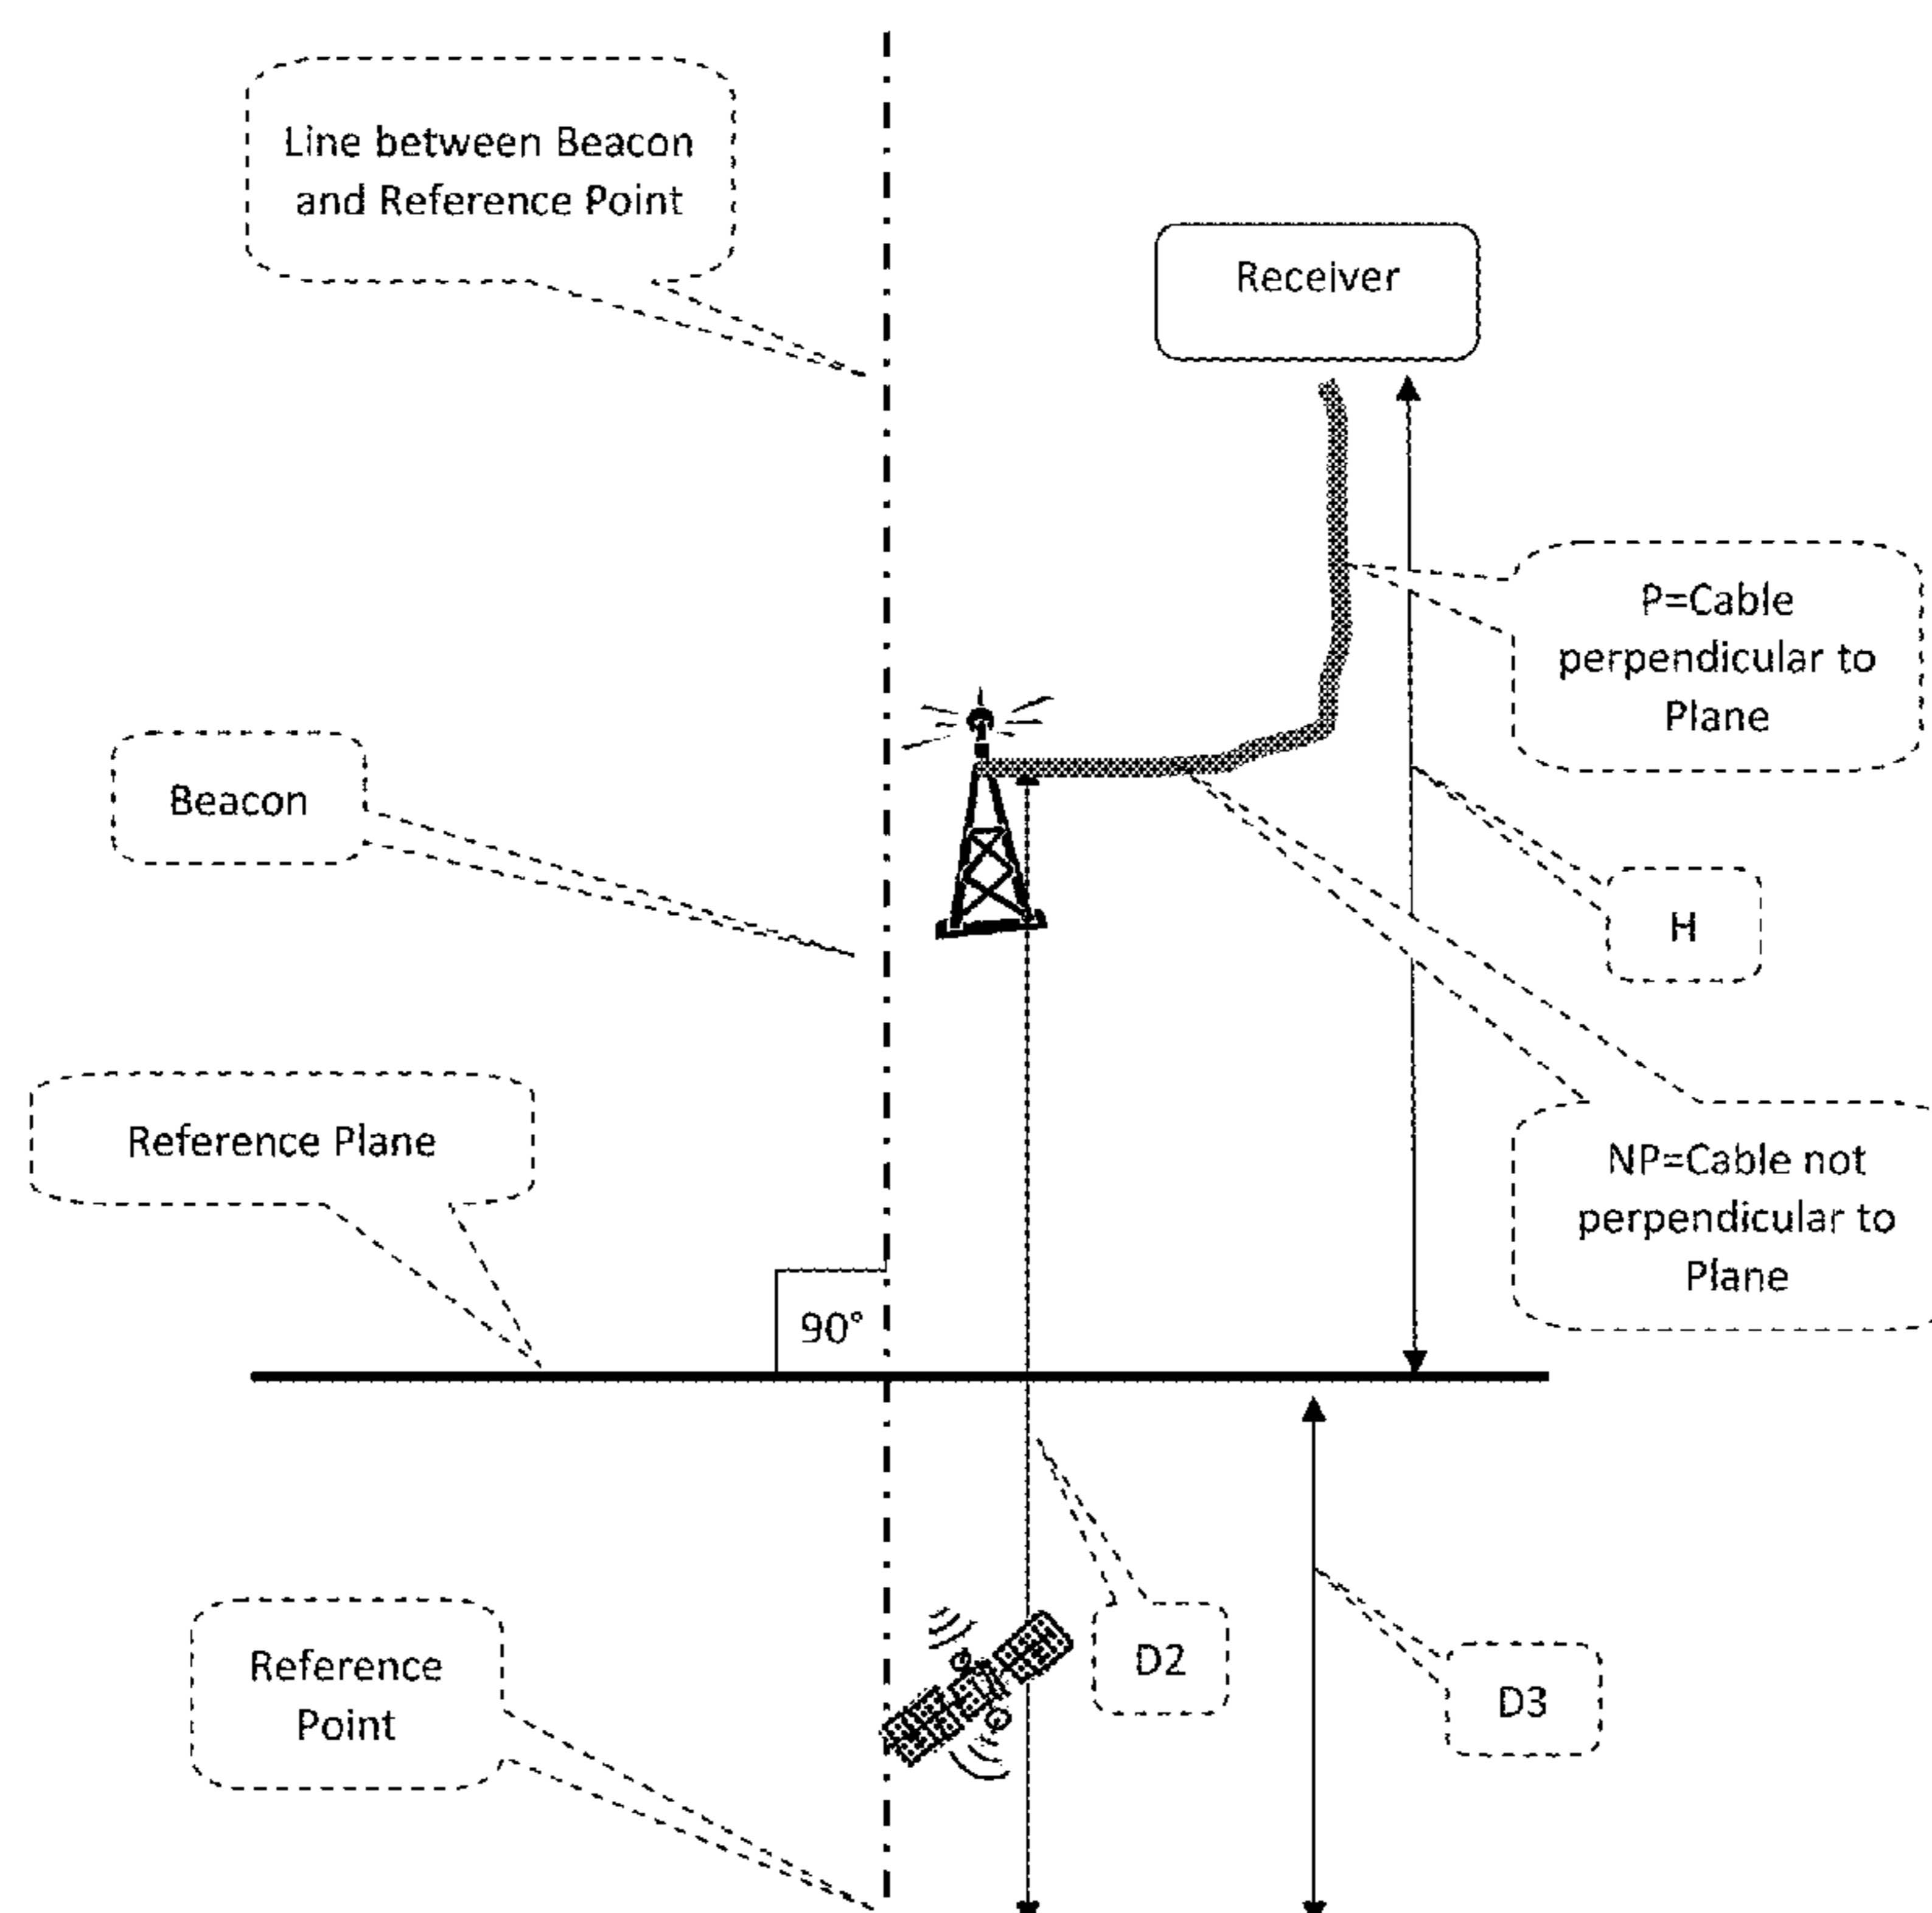 Line between Beacon
and Reference Point
Receiver
P=Cable
perpendicular to
Plane
Beacon
H
Reference Plane
NP=Cable not
perpendicular to
Plane
90°
Reference
Point
D2
D3